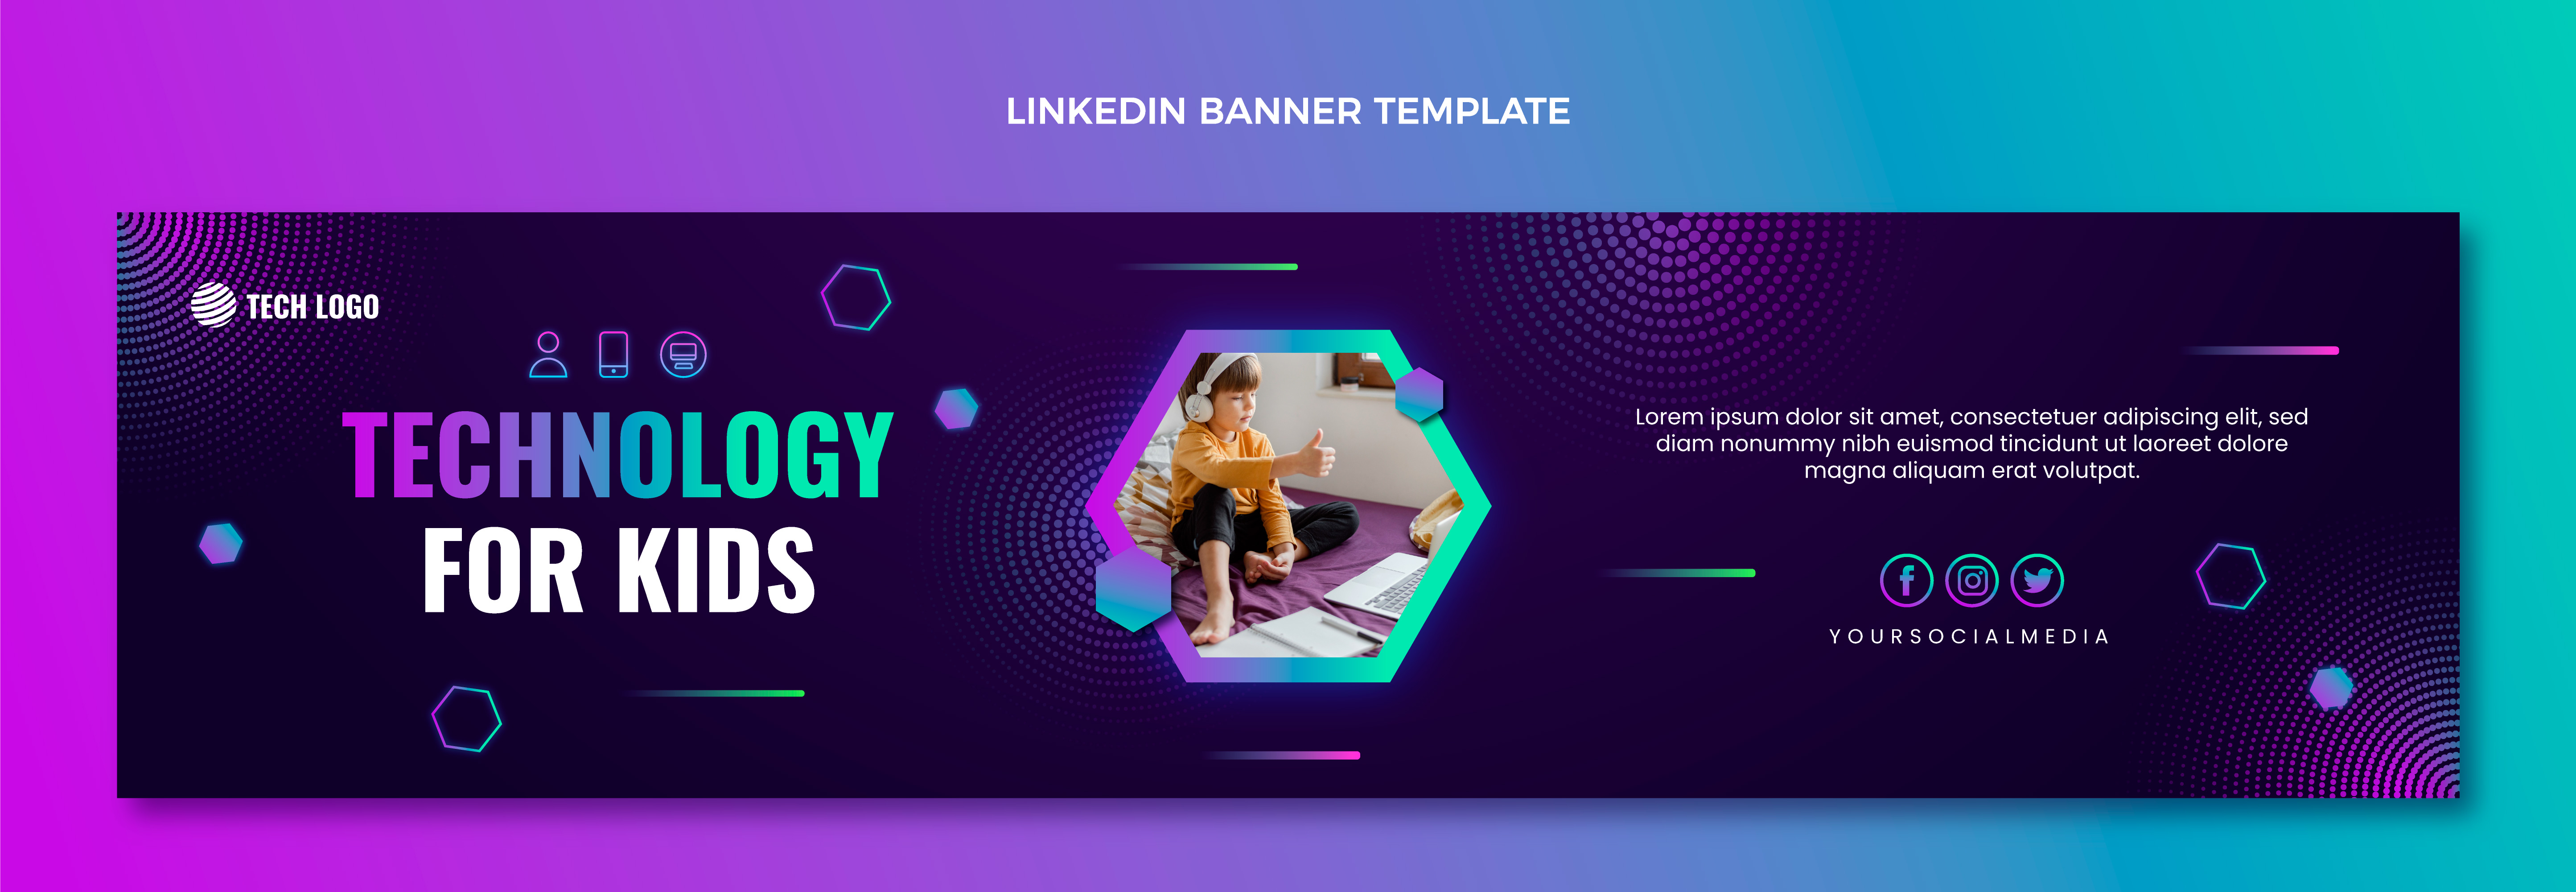 LINKEDIN BANNER TEMPLATE
TECH LOGO
TECHNOLOGY
FOR KIDS
Lorem ipsum dolor sit amet, consectetuer adipiscing elit, sed
diam nonummy nibh euismod tincidunt ut laoreet dolore
magna aliquam erat volutpat.
YOURSOCIALMEDIA